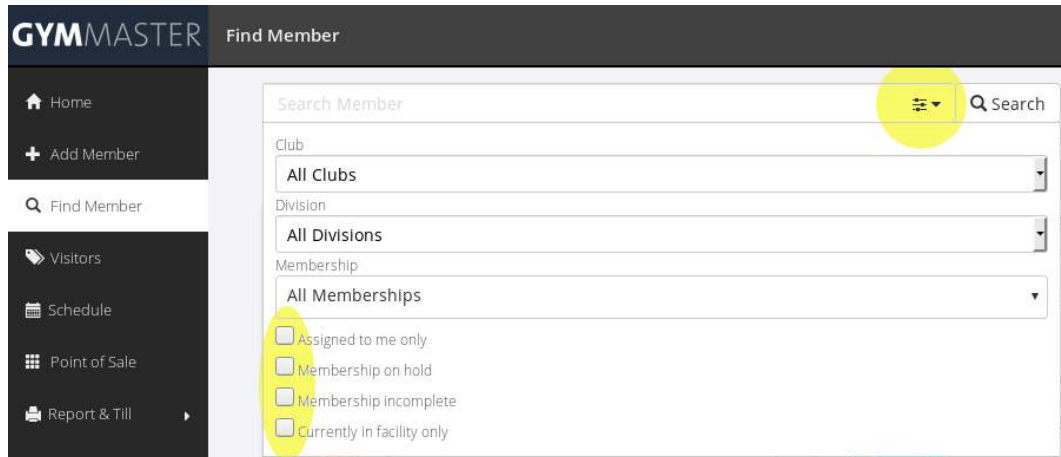 GYMMASTER
Find Member
Home
Add Member
Find Member
Visitors
Schedule
Point of Sale
Report & Till
Search Member
Search
Club
All Clubs
Division
All Divisions
Membership
All Memberships
Assigned to me only
Membership on hold
Membership incomplete
Currently in facility only